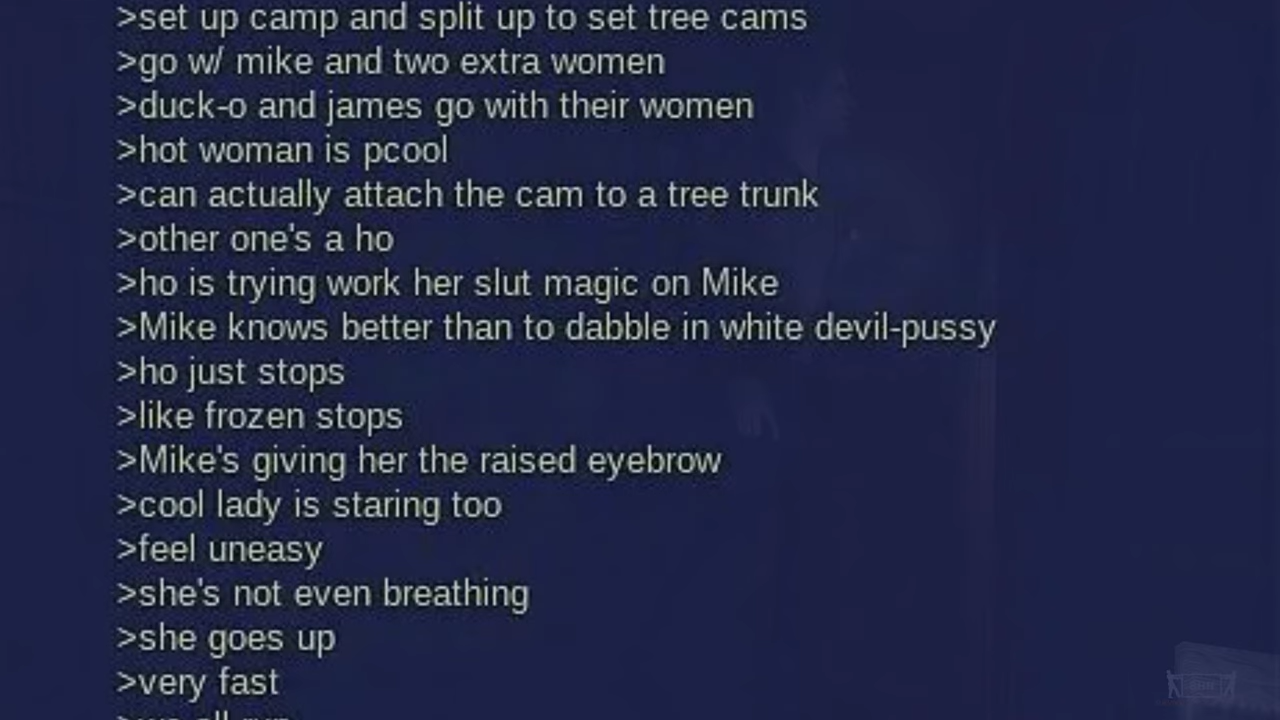 >set up camp and split up to set tree cams
>go w/ mike and two extra women
>duck-o and james go with their women
>hot woman is pcool
>can actually attach the cam to a tree trunk
>other one's a ho
>ho is trying work her slut magic on Mike
>Mike knows better than to dabble in white devil-pussy
>ho just stops
>like frozen stops
>Mike's giving her the raised eyebrow
>cool lady is staring too
>feel uneasy
>she's not even breathing
>she goes up
>very fast